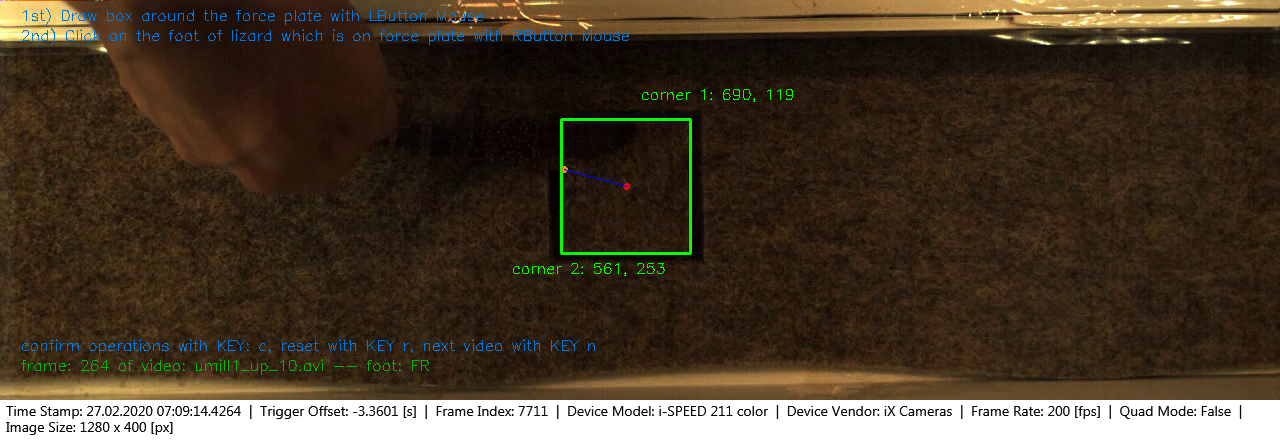 1st) Draw box around the force plate with LButton Mouse
2nd) Click on the foot of lizard which is on force plate with RButton Mouse
corner 1: 690, 119
corner 2: 561, 253
confirm operations with KEY: c, reset with KEY r, next video with KEY n
frame: 264 of video: umill1_up_10.avi -- foot: FR
Time Stamp: 27.02.2020 07:09:14.4264 | Trigger Offset: -3.3601 [s] | Frame Index: 7711 | Device Model: i-SPEED 211 color | Device Vendor: iX Cameras | Frame Rate: 200 [fps] | Quad Mode: False |
Image Size: 1280 x 400 [px]